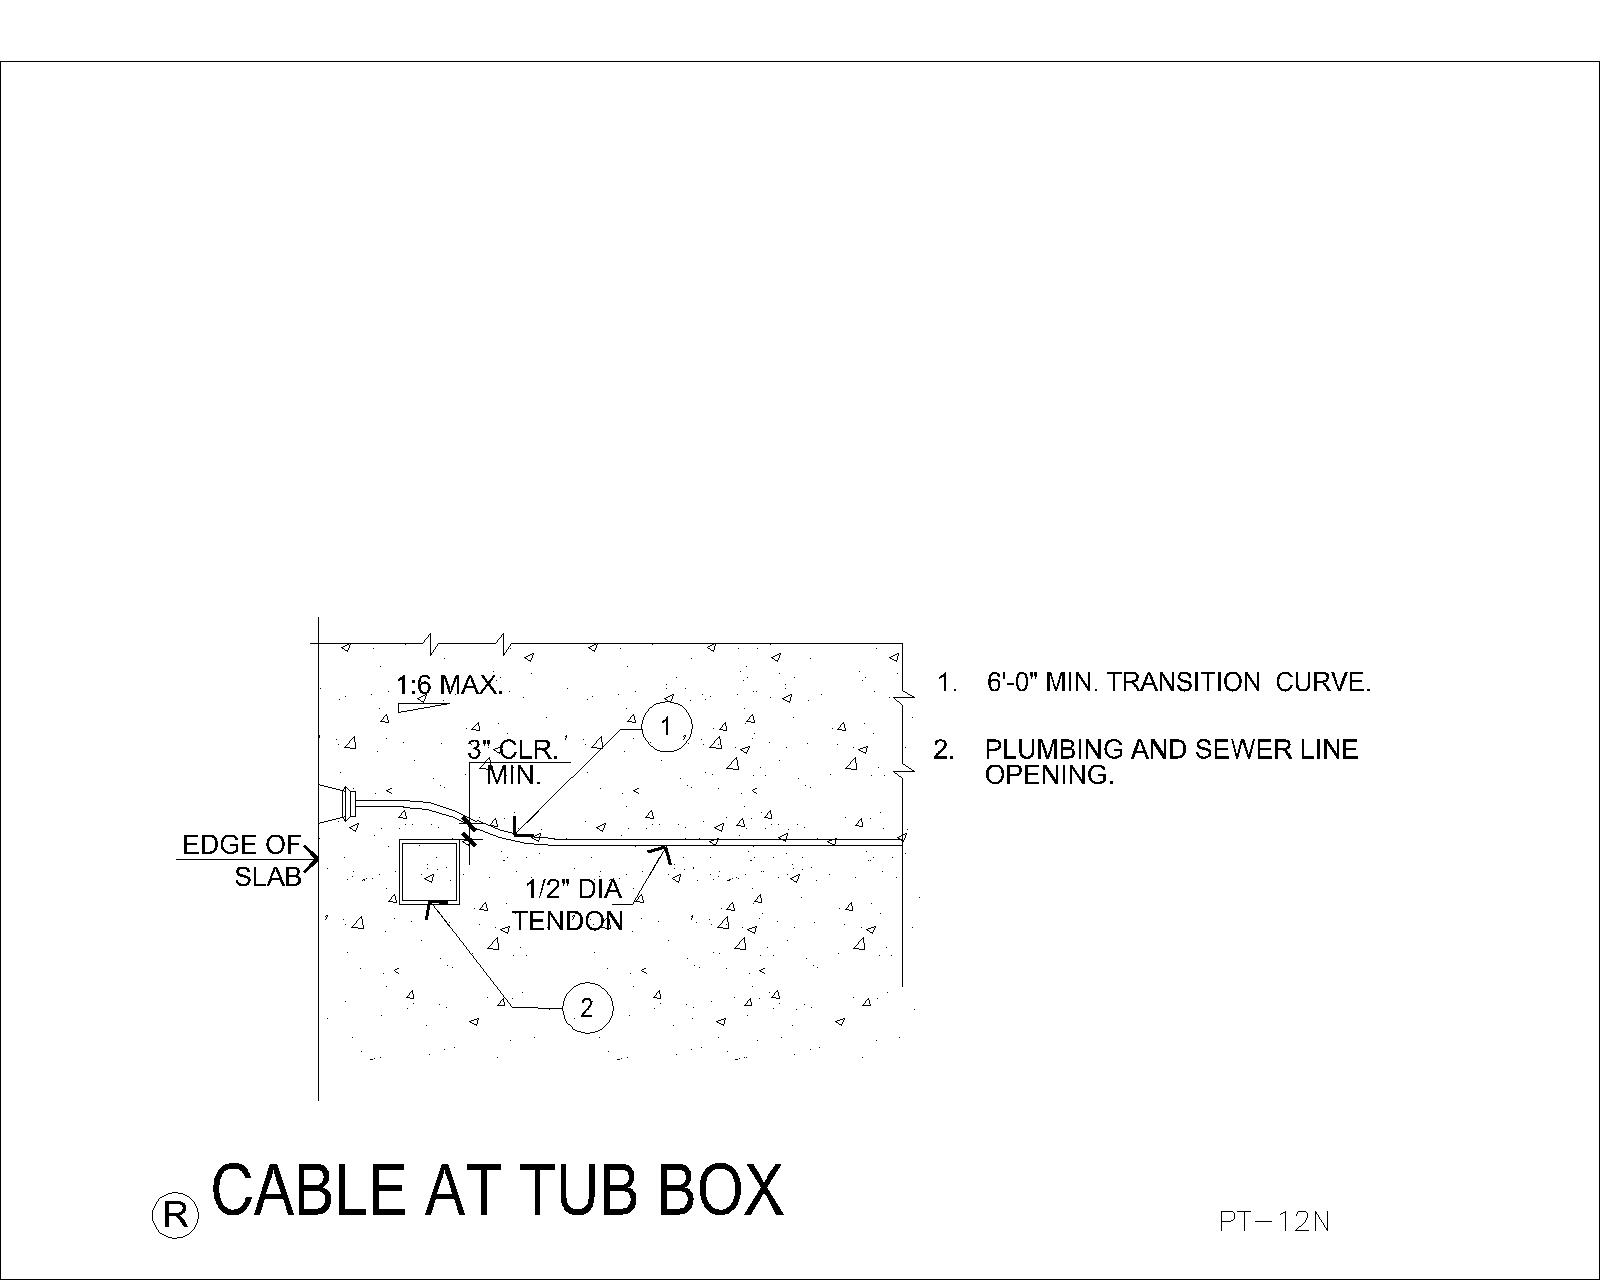 1:6 MAX.
3" CLR.
MIN.
1
1. 6'-0" MIN. TRANSITION CURVE.
2. PLUMBING AND SEWER LINE
OPENING.
EDGE OF
SLAB
1/2" DIA
TENDON
2
R CABLE AT TUB BOX
PT-12N